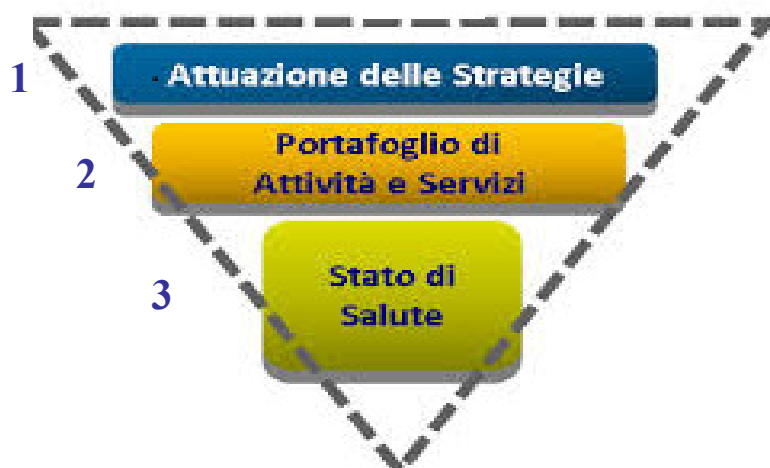 1
Attuazione delle Strategie
2
Portafoglio di
Attività e Servizi
3
Stato di
Salute